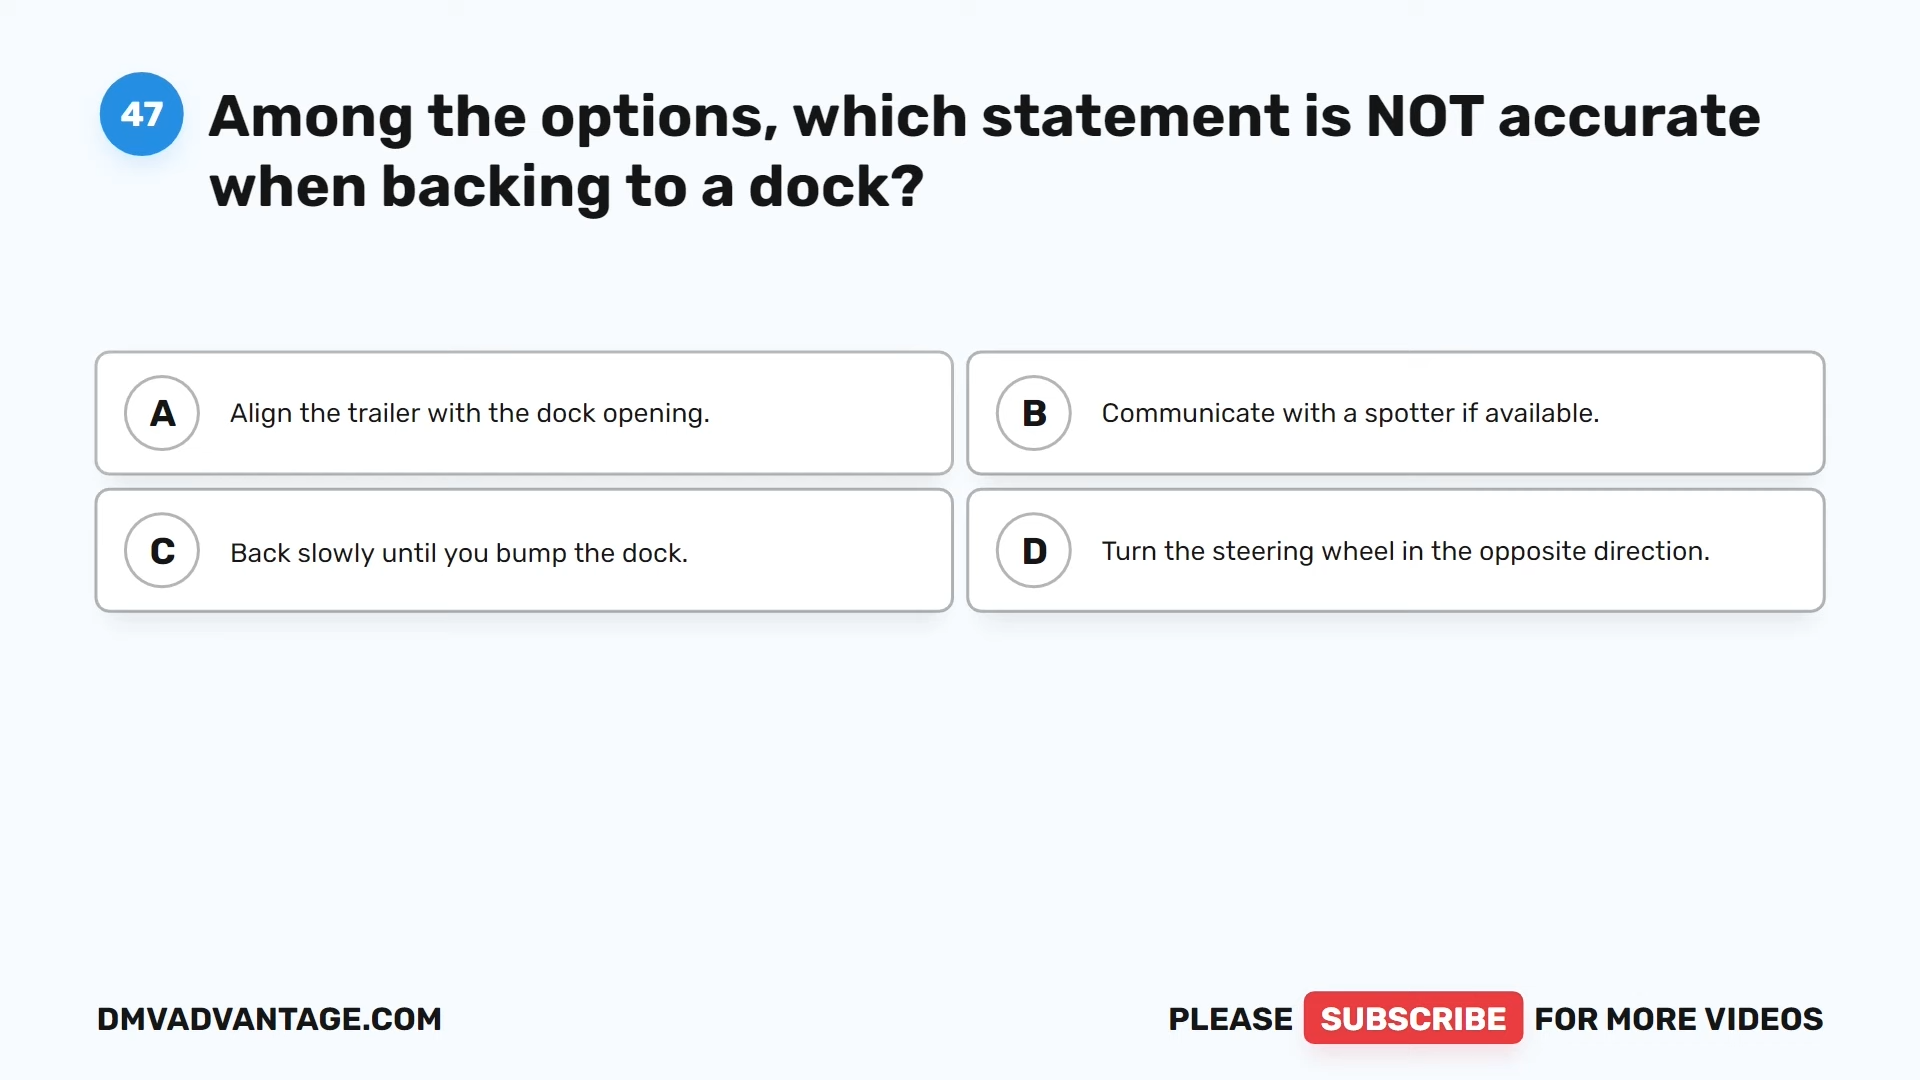 47
Among the options, which statement is NOT accurate
when backing to a dock?
A
Align the trailer with the dock opening.
B
Communicate with a spotter if available.
C
Back slowly until you bump the dock.
D
Turn the steering wheel in the opposite direction.
DMVADVANTAGE.COM
PLEASE SUBSCRIBE FOR MORE VIDEOS